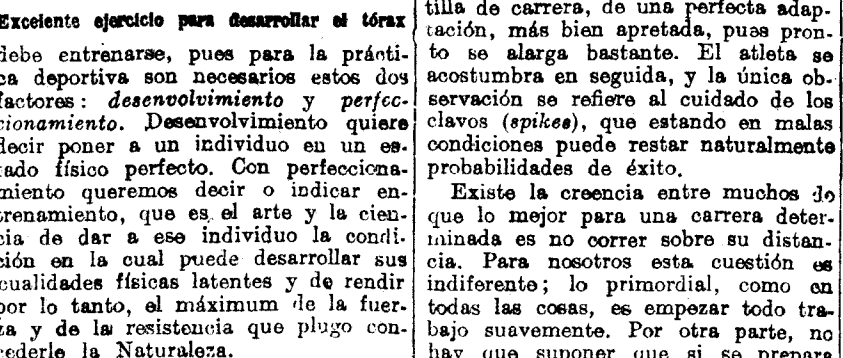 Excelente ejercicio para desarrollar el tórax
debe entrenarse, pues para la prácti-
ca deportiva son necesarios estos dos
factores: desenvolvimiento y perfec-
cionamiento. Desenvolvimiento quiere
decir poner a un individuo en un es-
tado físico perfecto. Con perfecciona-
miento queremos decir o indicar en-
trenamiento, que es el arte y la cien-
cia de dar a ese individuo la condi-
ción en la cual puede desarrollar sus
cualidades físicas latentes y de rendir
por lo tanto, el máximum de la fuer-
za y de la resistencia que plugo con-
cederle la Naturaleza.
tilla de carrera, de una perfecta adap-
tación, más bien apretada, pues pron-
to se alarga bastante. El atleta se
acostumbra en seguida, y la única ob-
servación se refiere al cuidado de los
clavos (spikes), que estando en malas
condiciones puede restar naturalmente
probabilidades de éxito.
Existe la creencia entre muchos de
que lo mejor para una carrera deter-
minada es no correr sobre su distan-
cia. Para nosotros esta cuestión es
indiferente; lo primordial, como en
todas las cosas, es empezar todo tra-
bajo suavemente. Por otra parte, no
hay que suponer que si se prepara